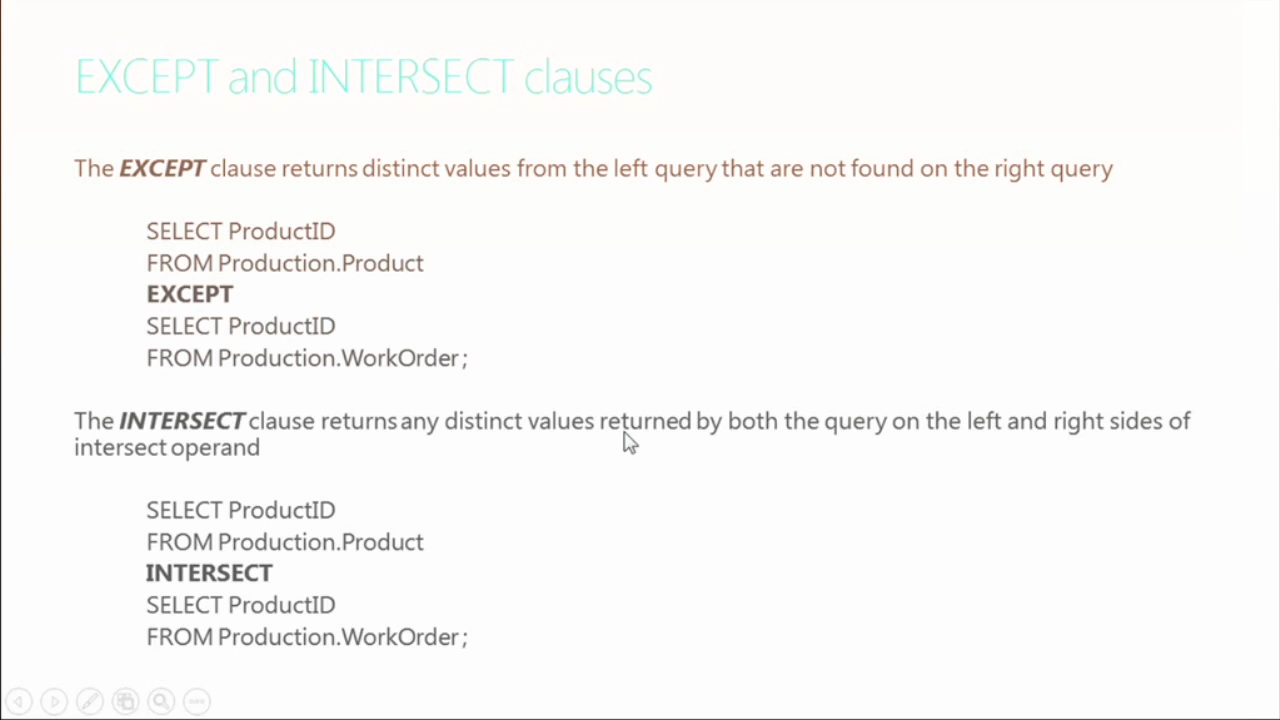 EXCEPT and INTERSECT clauses
The EXCEPT clause returns distinct values from the left query that are not found on the right query
SELECT ProductID
FROM Production.Product
EXCEPT
SELECT ProductID
FROM Production.WorkOrder ;
The INTERSECT clause returns any distinct values returned by both the query on the left and right sides of
intersect operand
SELECT ProductID
FROM Production.Product
INTERSECT
SELECT ProductID
FROM Production.WorkOrder ;